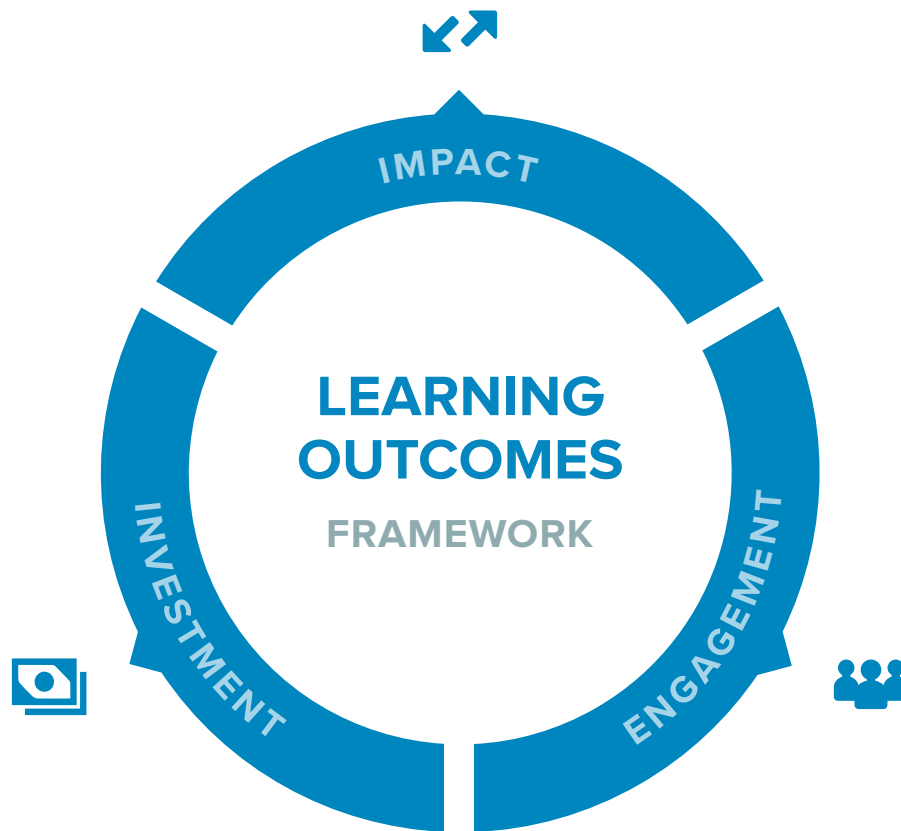 IMPACT
LEARNING
OUTCOMES
FRAMEWORK
INVESTMENT
ENGAGEMENT